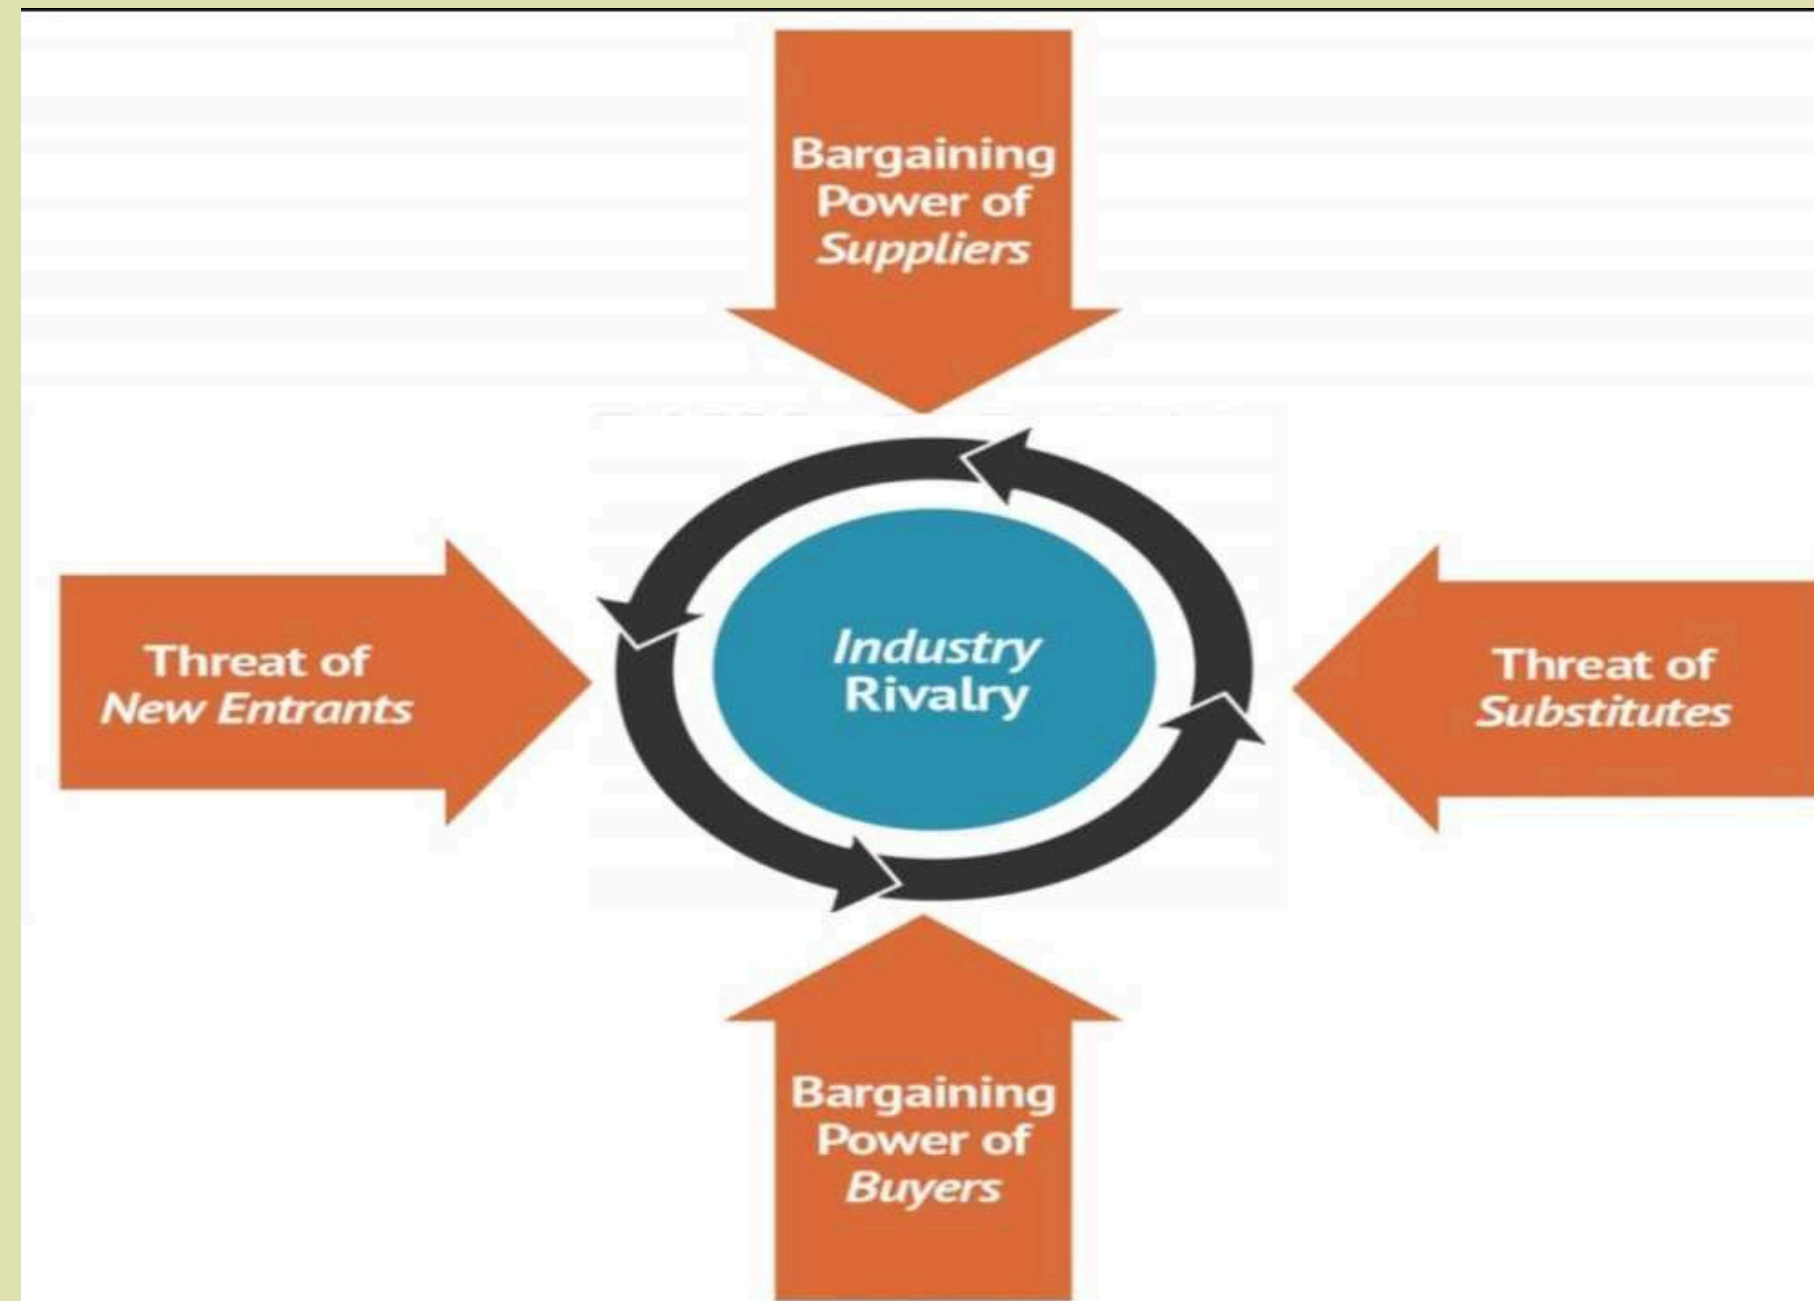 Bargaining
Power of
Suppliers
Threat of
New Entrants
Industry
Rivalry
Threat of
Substitutes
Bargaining
Power of
Buyers